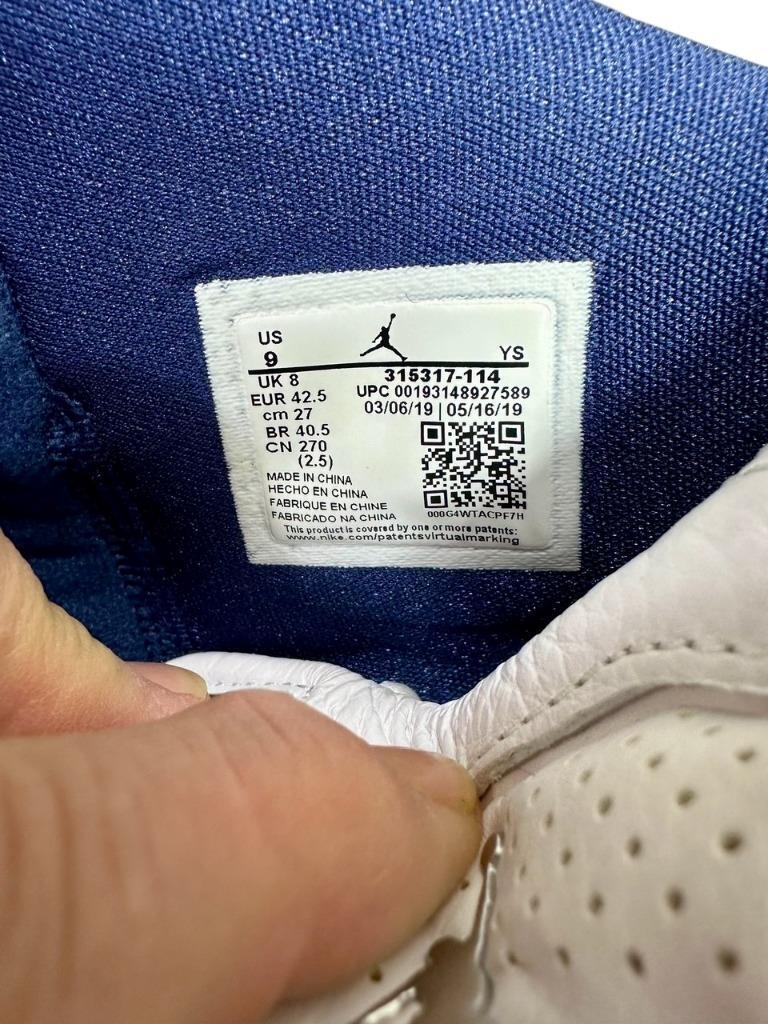 US
9
YS
UK 8
EUR 42.5
cm 27
BR 40.5
CN 270
(2.5)
315317-114
UPC 00193148927589
03/06/19 | 05/16/19
MADE IN CHINA
HECHO EN CHINA
FABRIQUE EN CHINE
FABRICADO NA CHINA
000G4WTACPF7H
This product is covered by one or more patents:
www.nike.com/patentsvirtualmarking